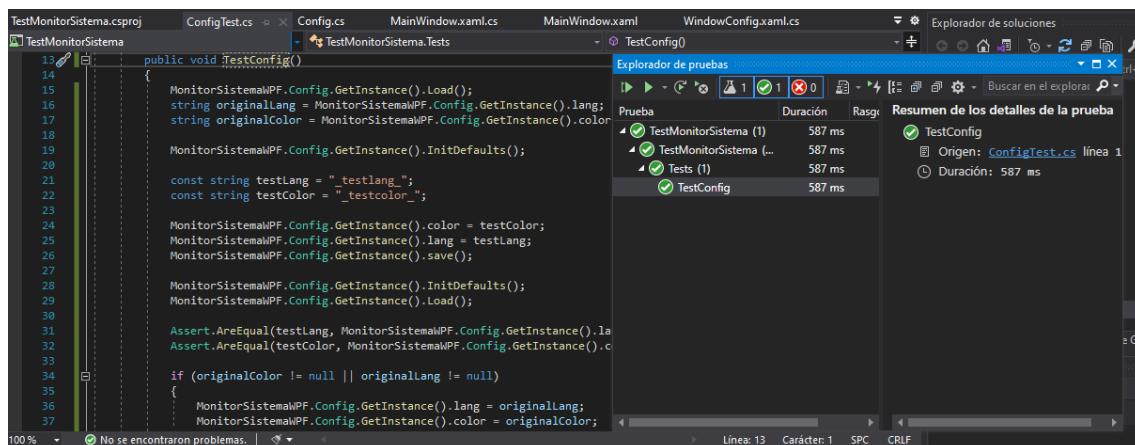 TestMonitorSistema.csproj ConfigTest.cs Config.cs MainWindow.xaml.cs MainWindow.xaml WindowConfig.xaml.cs Explorador de soluciones
TestMonitorSistema TestMonitorSistema.Tests TestConfig()
13 public void TestConfig()
14 {
15 MonitorSistemaWPF.Config.GetInstance().Load();
16 string originalLang = MonitorSistemaWPF.Config.GetInstance().lang;
17 string originalColor = MonitorSistemaWPF.Config.GetInstance().color
18
19 MonitorSistemaWPF.Config.GetInstance().InitDefaults();
20
21 const string testLang = "_testlang_";
22 const string testColor = "_testcolor_";
23
24 MonitorSistemaWPF.Config.GetInstance().color = testColor;
25 MonitorSistemaWPF.Config.GetInstance().lang = testLang;
26 MonitorSistemaWPF.Config.GetInstance().save();
27
28 MonitorSistemaWPF.Config.GetInstance().InitDefaults();
29 MonitorSistemaWPF.Config.GetInstance().Load();
30
31 Assert.AreEqual(testLang, MonitorSistemaWPF.Config.GetInstance().la
32 Assert.AreEqual(testColor, MonitorSistemaWPF.Config.GetInstance().c
33
34 if (originalColor != null || originalLang != null)
35 {
36 MonitorSistemaWPF.Config.GetInstance().lang = originalLang;
37 MonitorSistemaWPF.Config.GetInstance().color = originalColor;
Explorador de pruebas
1 1 0 Buscar en el explorac
Prueba Duración Rasgo
TestMonitorSistema (1) 587 ms
TestMonitorSistema (... 587 ms
Tests (1) 587 ms
TestConfig 587 ms
Resumen de los detalles de la prueba
TestConfig
Origen: ConfigTest.cs línea 1
Duración: 587 ms
100 % No se encontraron problemas. Línea: 13 Carácter: 1 SPC CRLF